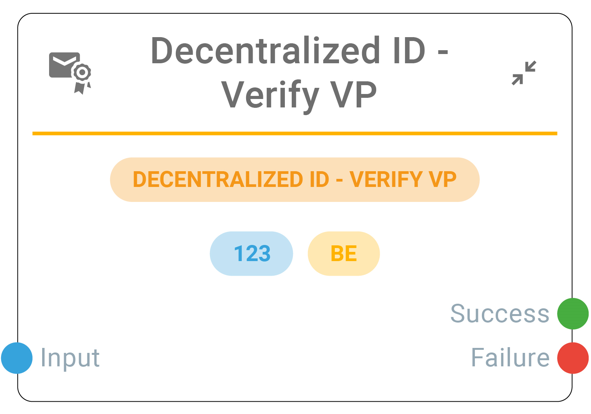 Decentralized ID -
Verify VP
DECENTRALIZED ID - VERIFY VP
123 BE
Success
Input Failure